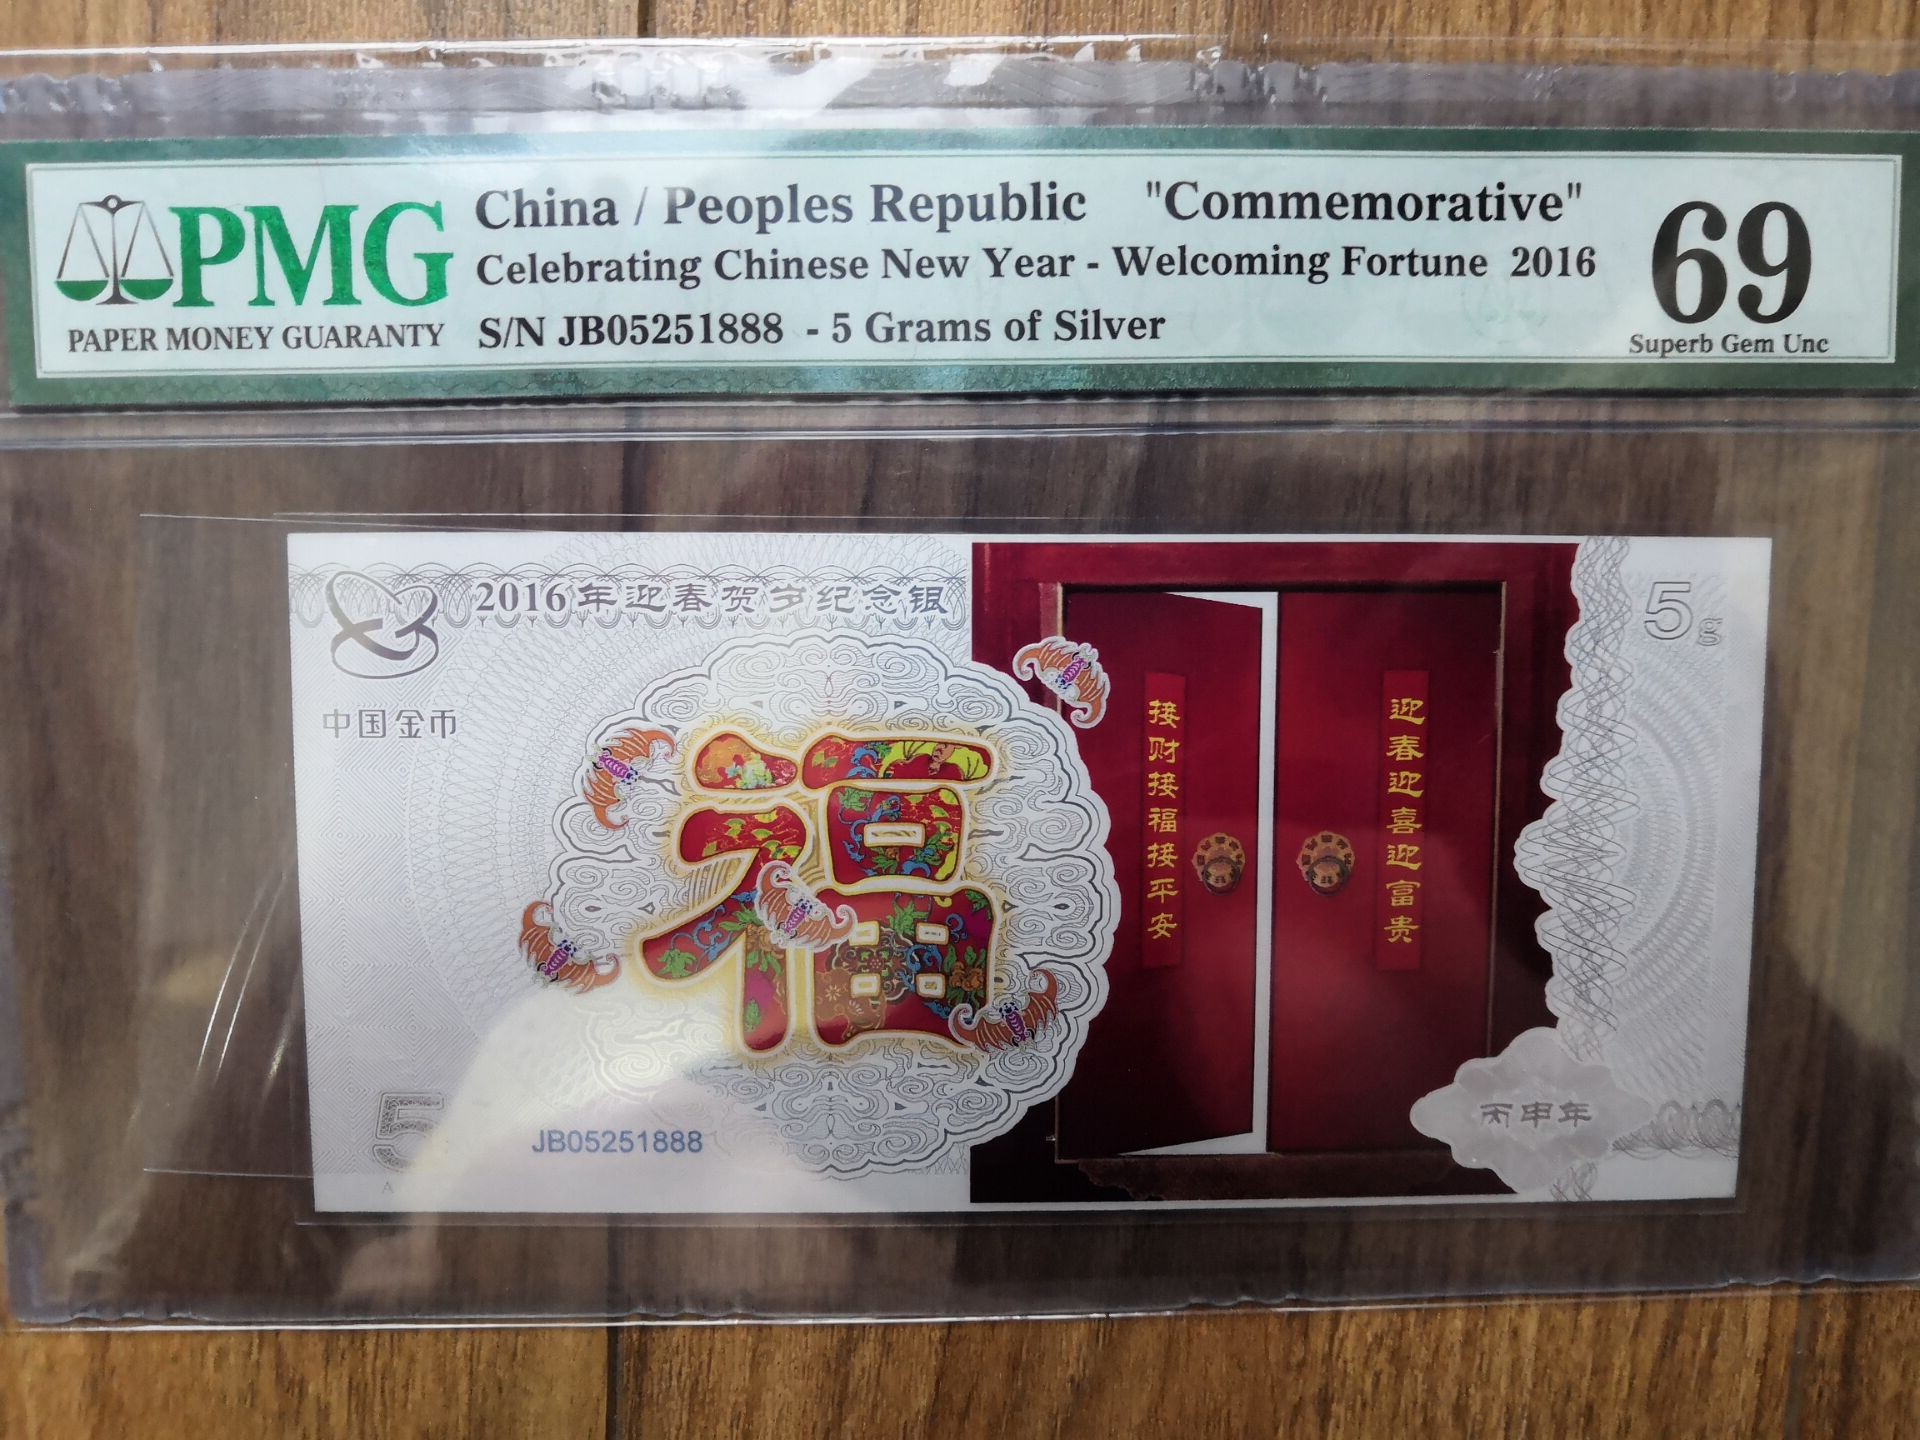 PMG
PAPER MONEY GUARANTY
China / Peoples Republic "Commemorative"
Celebrating Chinese New Year - Welcoming Fortune 2016
S/N JB05251888 - 5 Grams of Silver
69
Superb Gem Unc
2016年迎春贺岁纪念银
中国金币
福
接财接福接平安
迎春迎喜迎富贵
5g
丙申年
5
JB05251888
A